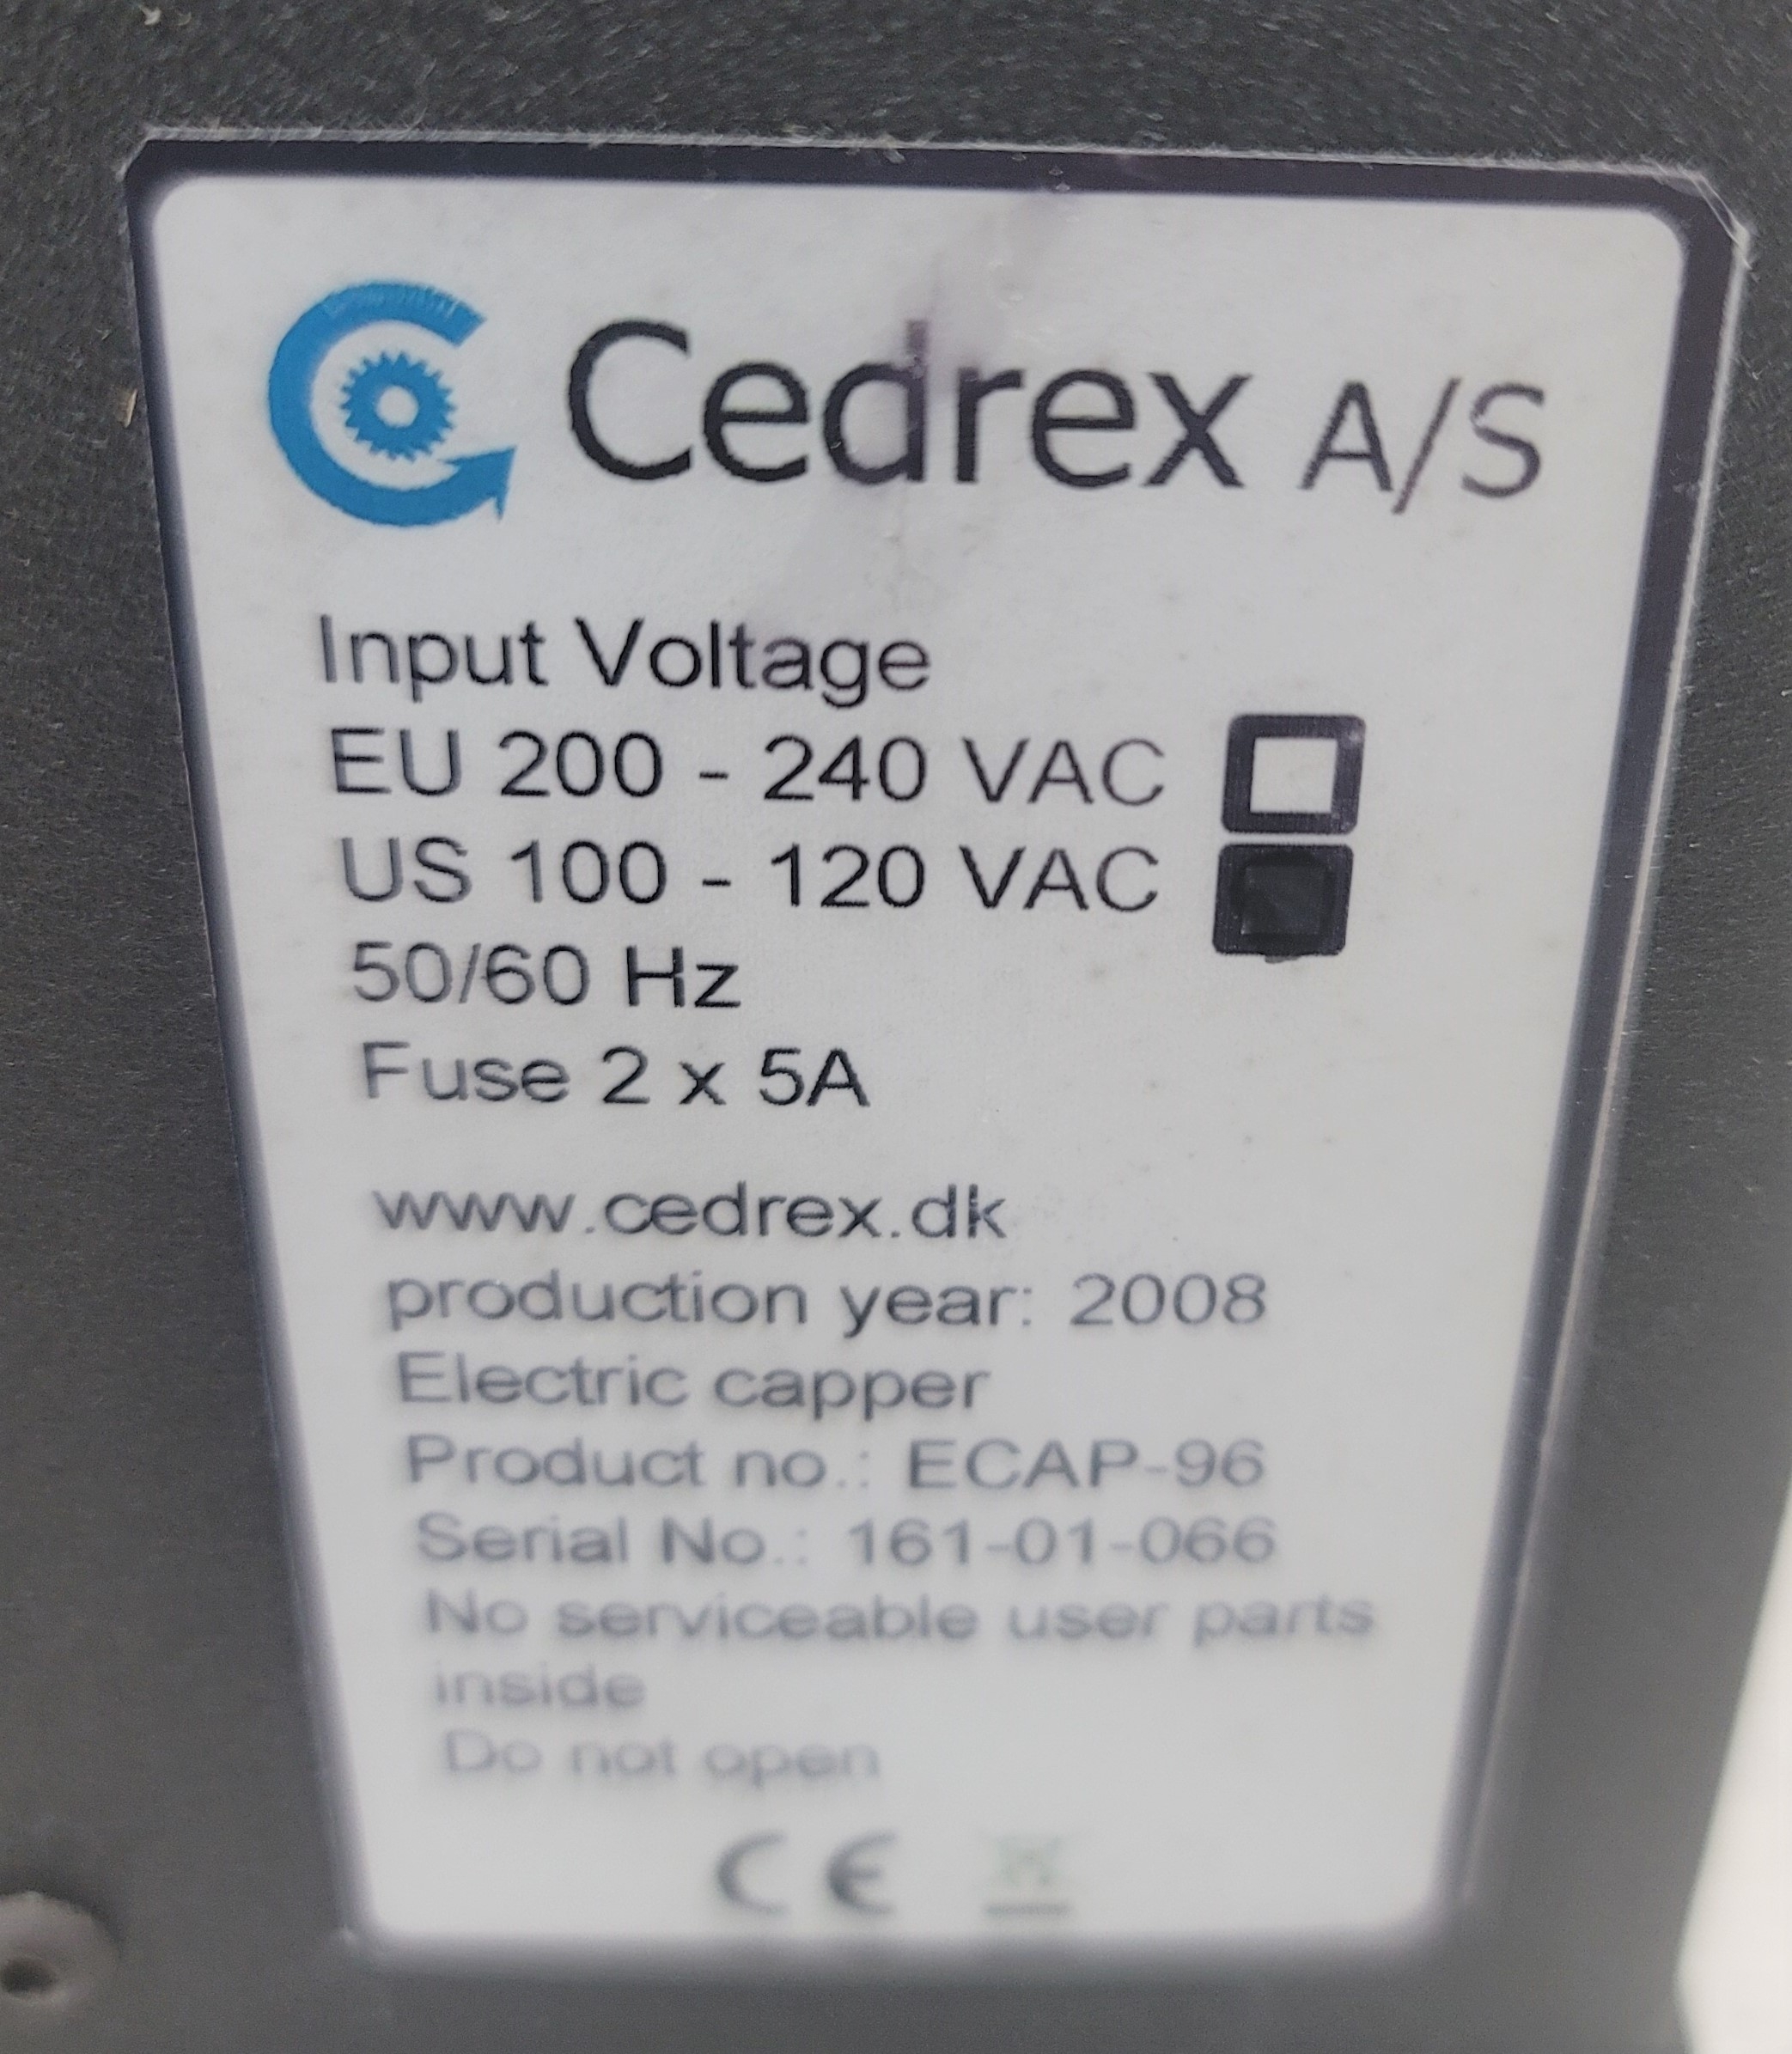 Cedrex A/S
Input Voltage
EU 200 - 240 VAC
US 100 - 120 VAC
50/60 Hz
Fuse 2 x 5A
www.cedrex.dk
production year: 2008
Electric capper
Product no.: ECAP-96
Serial No.: 161-01-066
No serviceable user parts
inside
Do not open
CE